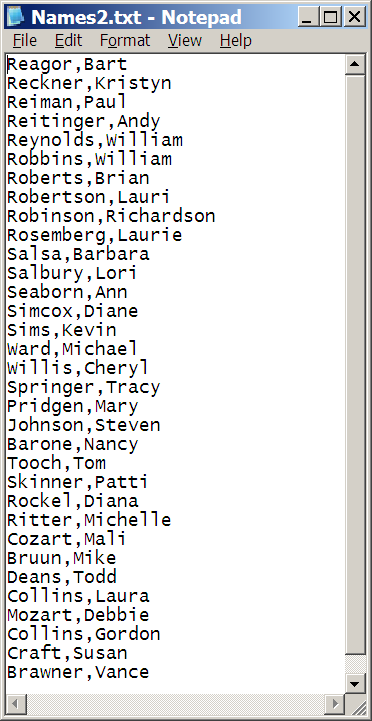 Names2.txt - Notepad
File Edit Format View Help
Reagor,Bart
Reckner,Kristyn
Reiman,Paul
Reitinger,Andy
Reynolds,William
Robbins,William
Roberts,Brian
Robertson,Lauri
Robinson,Richardson
Rosemberg,Laurie
Salsa,Barbara
Salbury,Lori
Seaborn,Ann
Simcox,Diane
Sims,Kevin
Ward,Michael
Willis,Cheryl
Springer,Tracy
Pridgen,Mary
Johnson,Steven
Barone,Nancy
Tooch,Tom
Skinner,Patti
Rockel,Diana
Ritter,Michelle
Cozart,Mali
Bruun,Mike
Deans,Todd
Collins,Laura
Mozart,Debbie
Collins,Gordon
Craft,Susan
Brawner,Vance